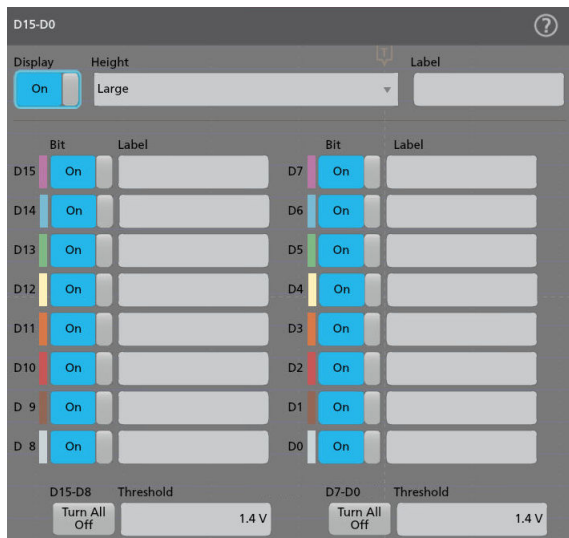 D15-D0 ?
T
Display Height Label
On Large
Bit Label Bit Label
D15 On D7 On
D14 On D6 On
D13 On D5 On
D12 On D4 On
D11 On D3 On
D10 On D2 On
D 9 On D1 On
D 8 On D0 On
D15-D8 Threshold D7-D0 Threshold
Turn All Off 1.4 V Turn All Off 1.4 V